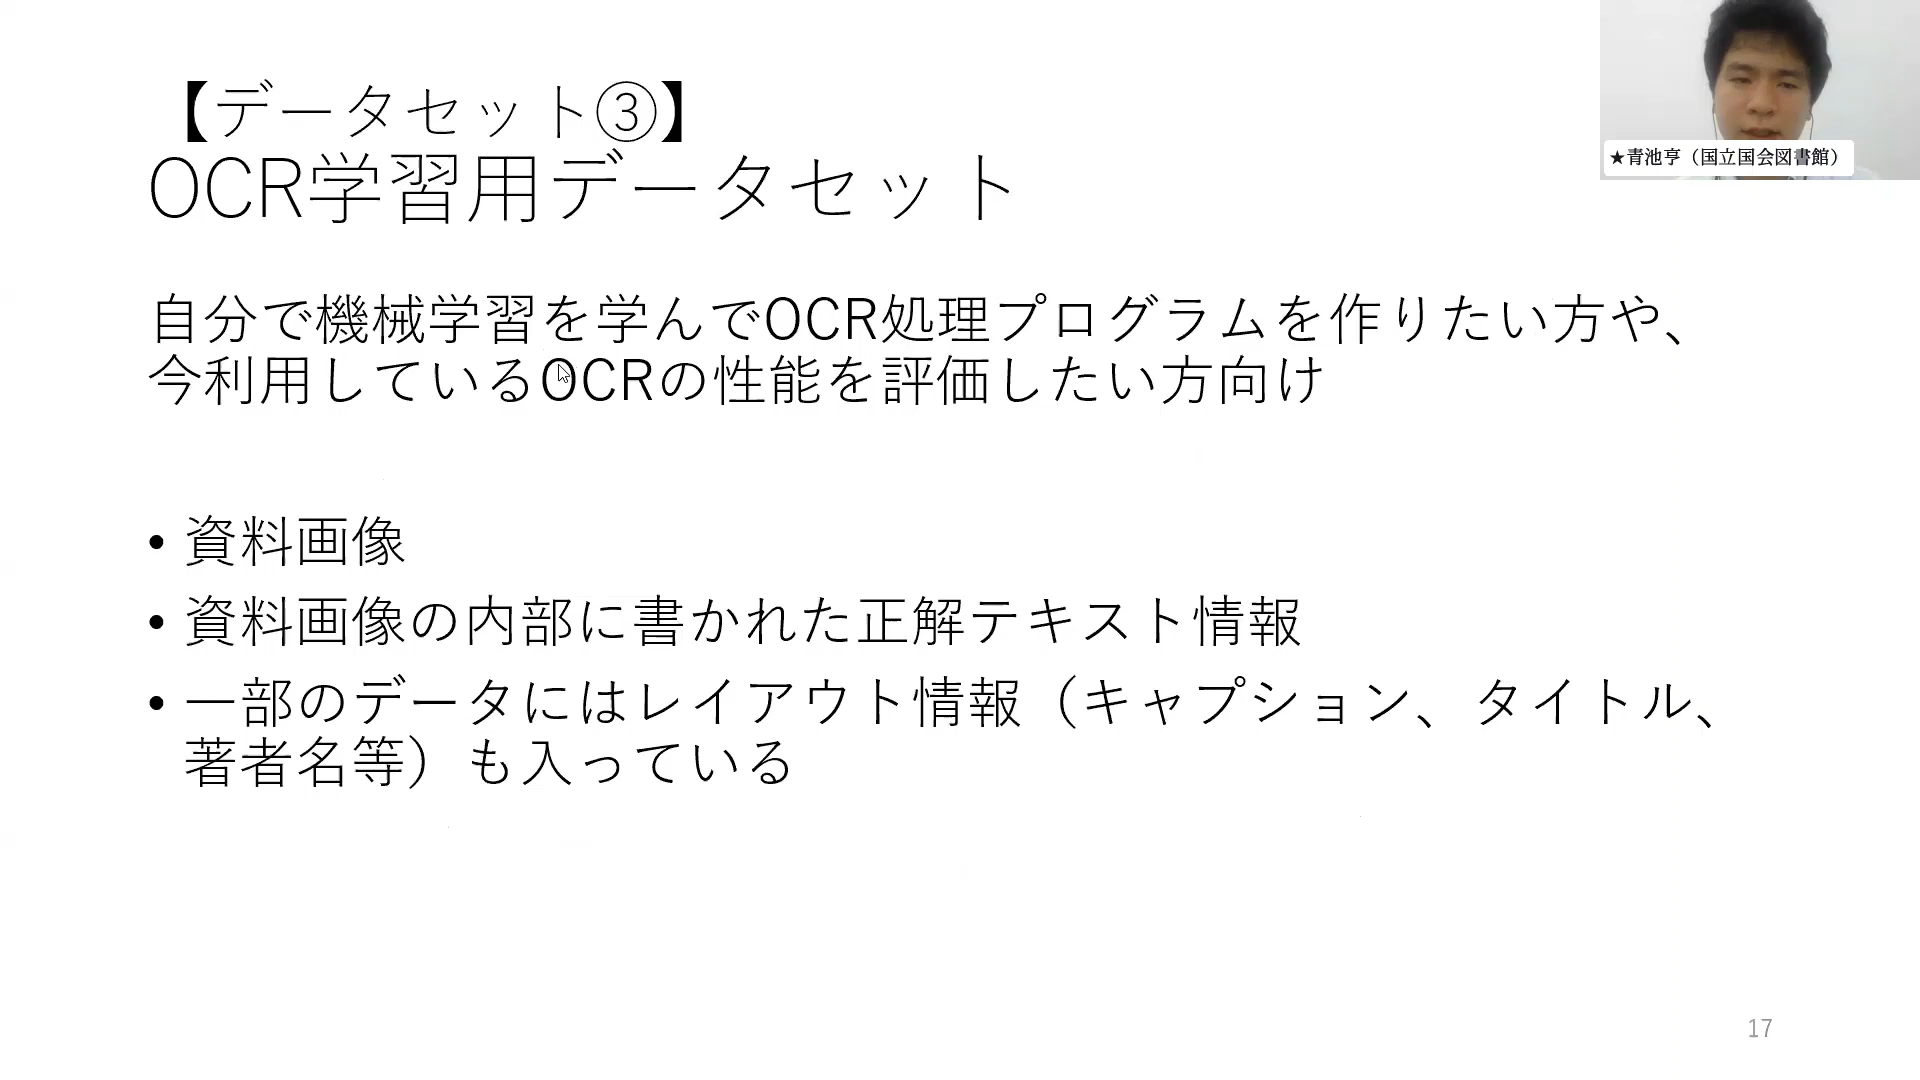 【データセット③】
OCR学習用データセット
★青池亨（国立国会図書館）
自分で機械学習を学んでOCR処理プログラムを作りたい方や、
今利用しているOCRの性能を評価したい方向け
• 資料画像
• 資料画像の内部に書かれた正解テキスト情報
• 一部のデータにはレイアウト情報（キャプション、タイトル、
著者名等）も入っている
17